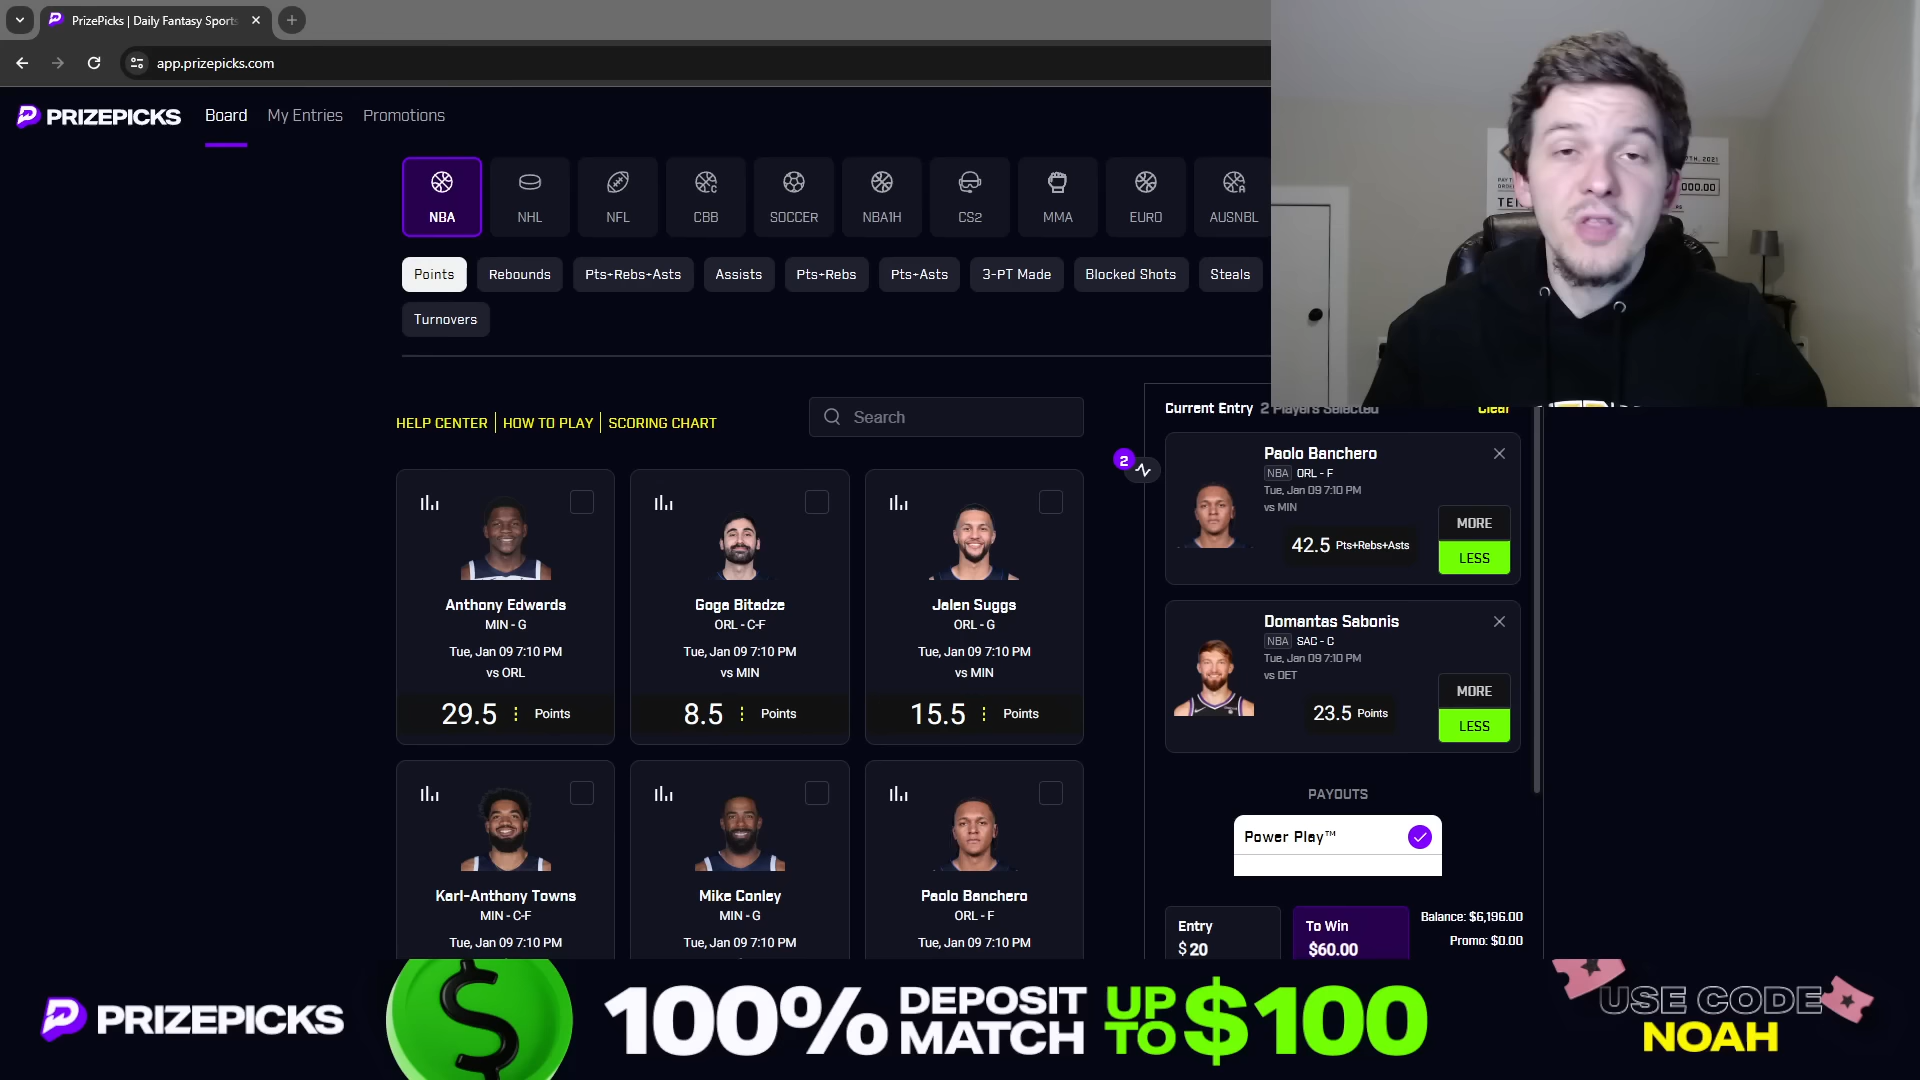 PrizePicks | Daily Fantasy Sports
app.prizepicks.com
PRIZEPICKS
Board
My Entries
Promotions
NBA
NHL
NFL
CBB
SOCCER
NBA1H
CS2
MMA
EURO
AUSNBL
Points
Rebounds
Pts+Rebs+Asts
Assists
Pts+Rebs
Pts+Asts
3-PT Made
Blocked Shots
Steals
Turnovers
HELP CENTER
HOW TO PLAY
SCORING CHART
Search
Anthony Edwards
MIN - G
Tue, Jan 09 7:10 PM
vs ORL
29.5 Points
Goga Bitadze
ORL - C-F
Tue, Jan 09 7:10 PM
vs MIN
8.5 Points
Jalen Suggs
ORL - G
Tue, Jan 09 7:10 PM
vs MIN
15.5 Points
Karl-Anthony Towns
MIN - C-F
Tue, Jan 09 7:10 PM
Mike Conley
MIN - G
Tue, Jan 09 7:10 PM
Paolo Banchero
ORL - F
Tue, Jan 09 7:10 PM
Current Entry 2 Players Selected
Clear
2
Paolo Banchero
NBA ORL - F
Tue, Jan 09 7:10 PM
vs MIN
42.5 Pts+Rebs+Asts
MORE
LESS
Domantas Sabonis
NBA SAC - C
Tue, Jan 09 7:10 PM
vs DET
23.5 Points
MORE
LESS
PAYOUTS
Power Play™
Entry
$ 20
To Win
$60.00
Balance: $6,196.00
Promo: $0.00
PRIZEPICKS
100% DEPOSIT MATCH UP TO $100
USE CODE
NOAH